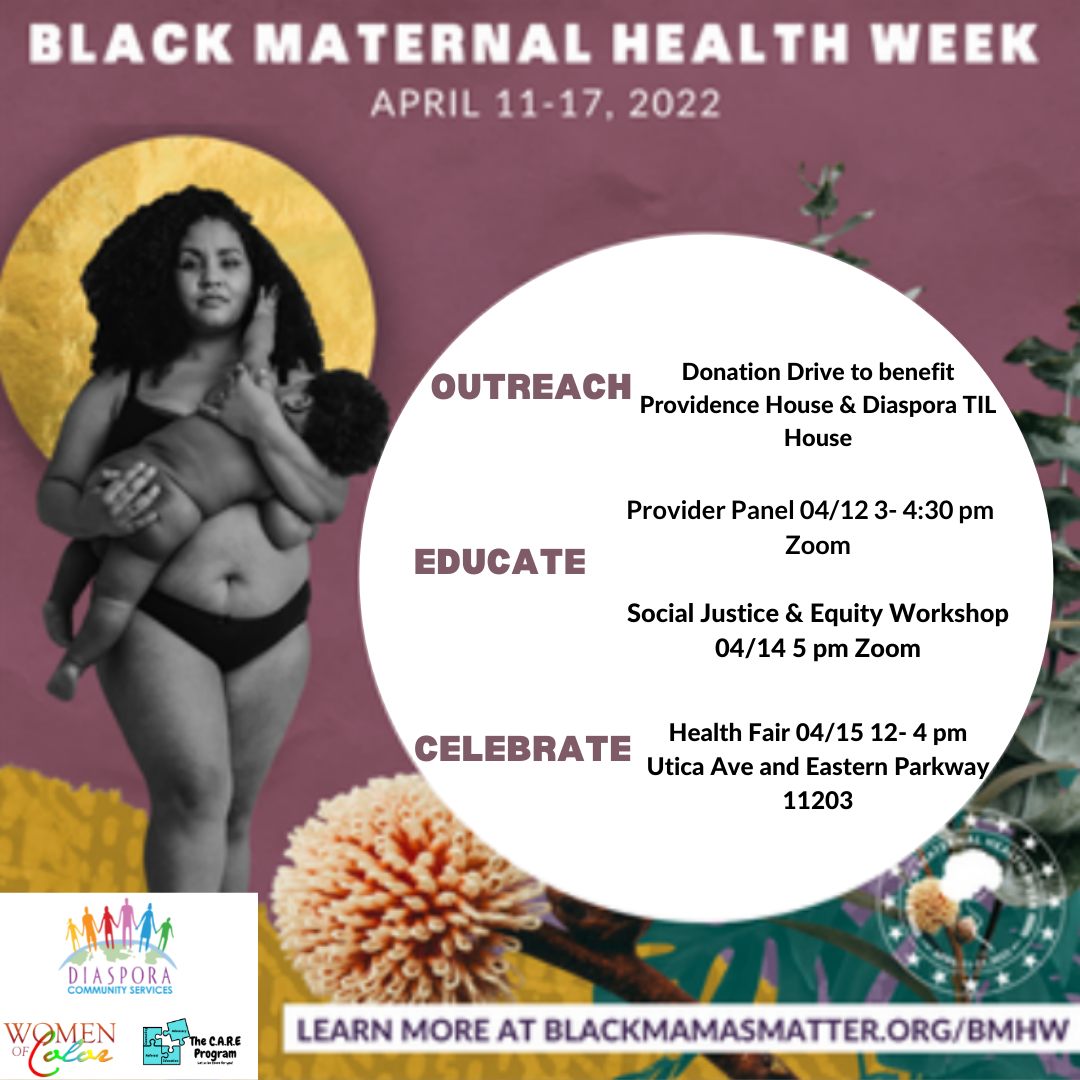 BLACK MATERNAL HEALTH WEEK
APRIL 11-17, 2022
OUTREACH
Donation Drive to benefit
Providence House & Diaspora TIL
House
EDUCATE
Provider Panel 04/12 3- 4:30 pm
Zoom
Social Justice & Equity Workshop
04/14 5 pm Zoom
CELEBRATE
Health Fair 04/15 12- 4 pm
Utica Ave and Eastern Parkway
11203
DIASPORA
COMMUNITY SERVICES
WOMEN
OF Color
The C.A.R.E
Program
MATERNAL HEALTH
LEARN MORE AT BLACKMAMASMATTER.ORG/BMHW